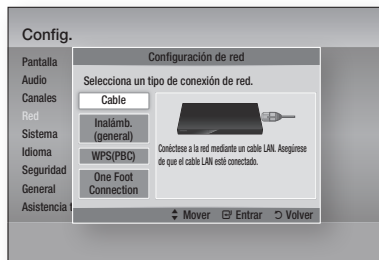 Config.
Pantalla
Audio
Canales
Red
Sistema
Idioma
Seguridad
General
Asistencia
Configuración de red
Selecciona un tipo de conexión de red.
Cable
Inalámb.
(general)
WPS(PBC)
One Foot
Connection
Conéctese a la red mediante un cable LAN. Asegúrese
de que el cable LAN esté conectado.
Mover Entrar Volver